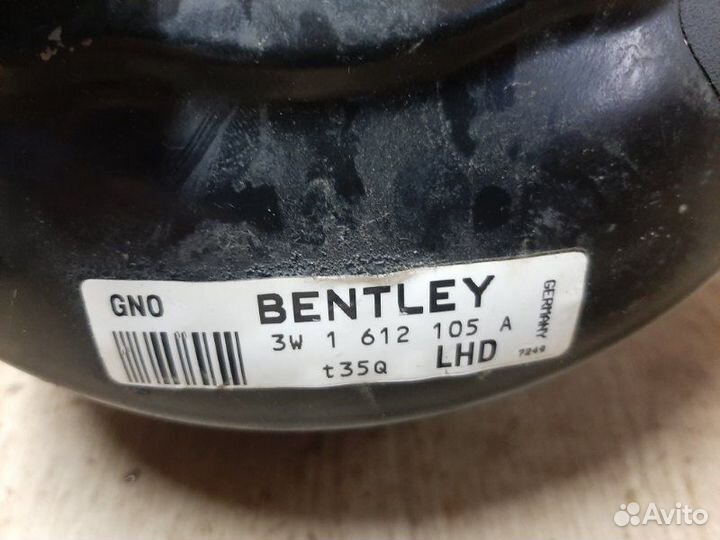 GNO
BENTLEY
3W 1 612 105 A
t35Q
LHD
GERMANY
7249
Avito